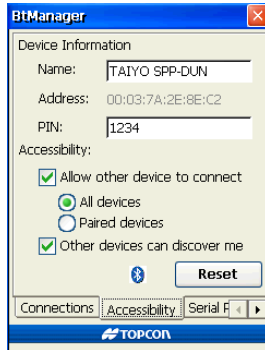 BtManager
Device Information
Name: TAIYO SPP-DUN
Address: 00:03:7A:2E:8E:C2
PIN: 1234
Accessibility:
Allow other device to connect
All devices
Paired devices
Other devices can discover me
Reset
Connections Accessibility Serial
TOPCON